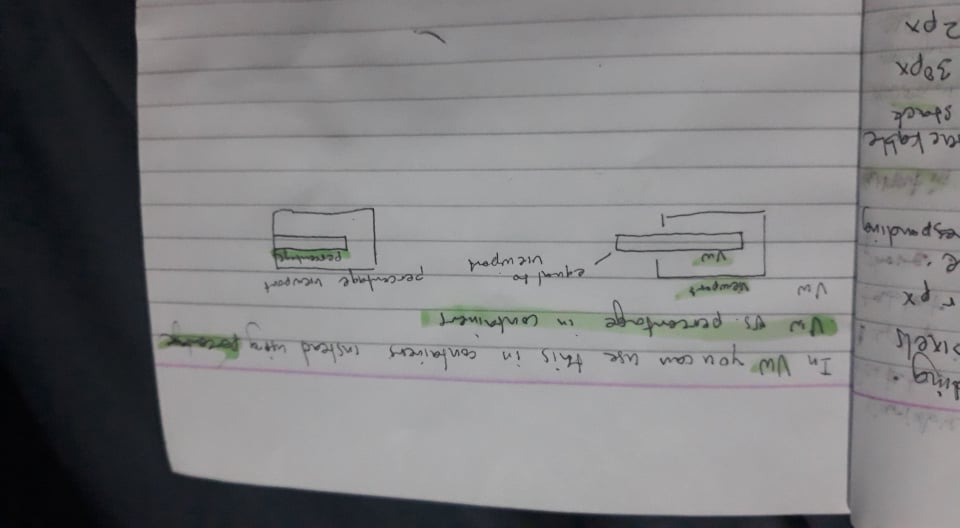 ding.
pixels
r px
e.
esponding
ackable
stack
30px
2px
In Vw you can use this in containers instead using percentage
Vw vs. percentage in containers
Vw
viewport
Vw
equal to
viewport
percentage viewport
percentage